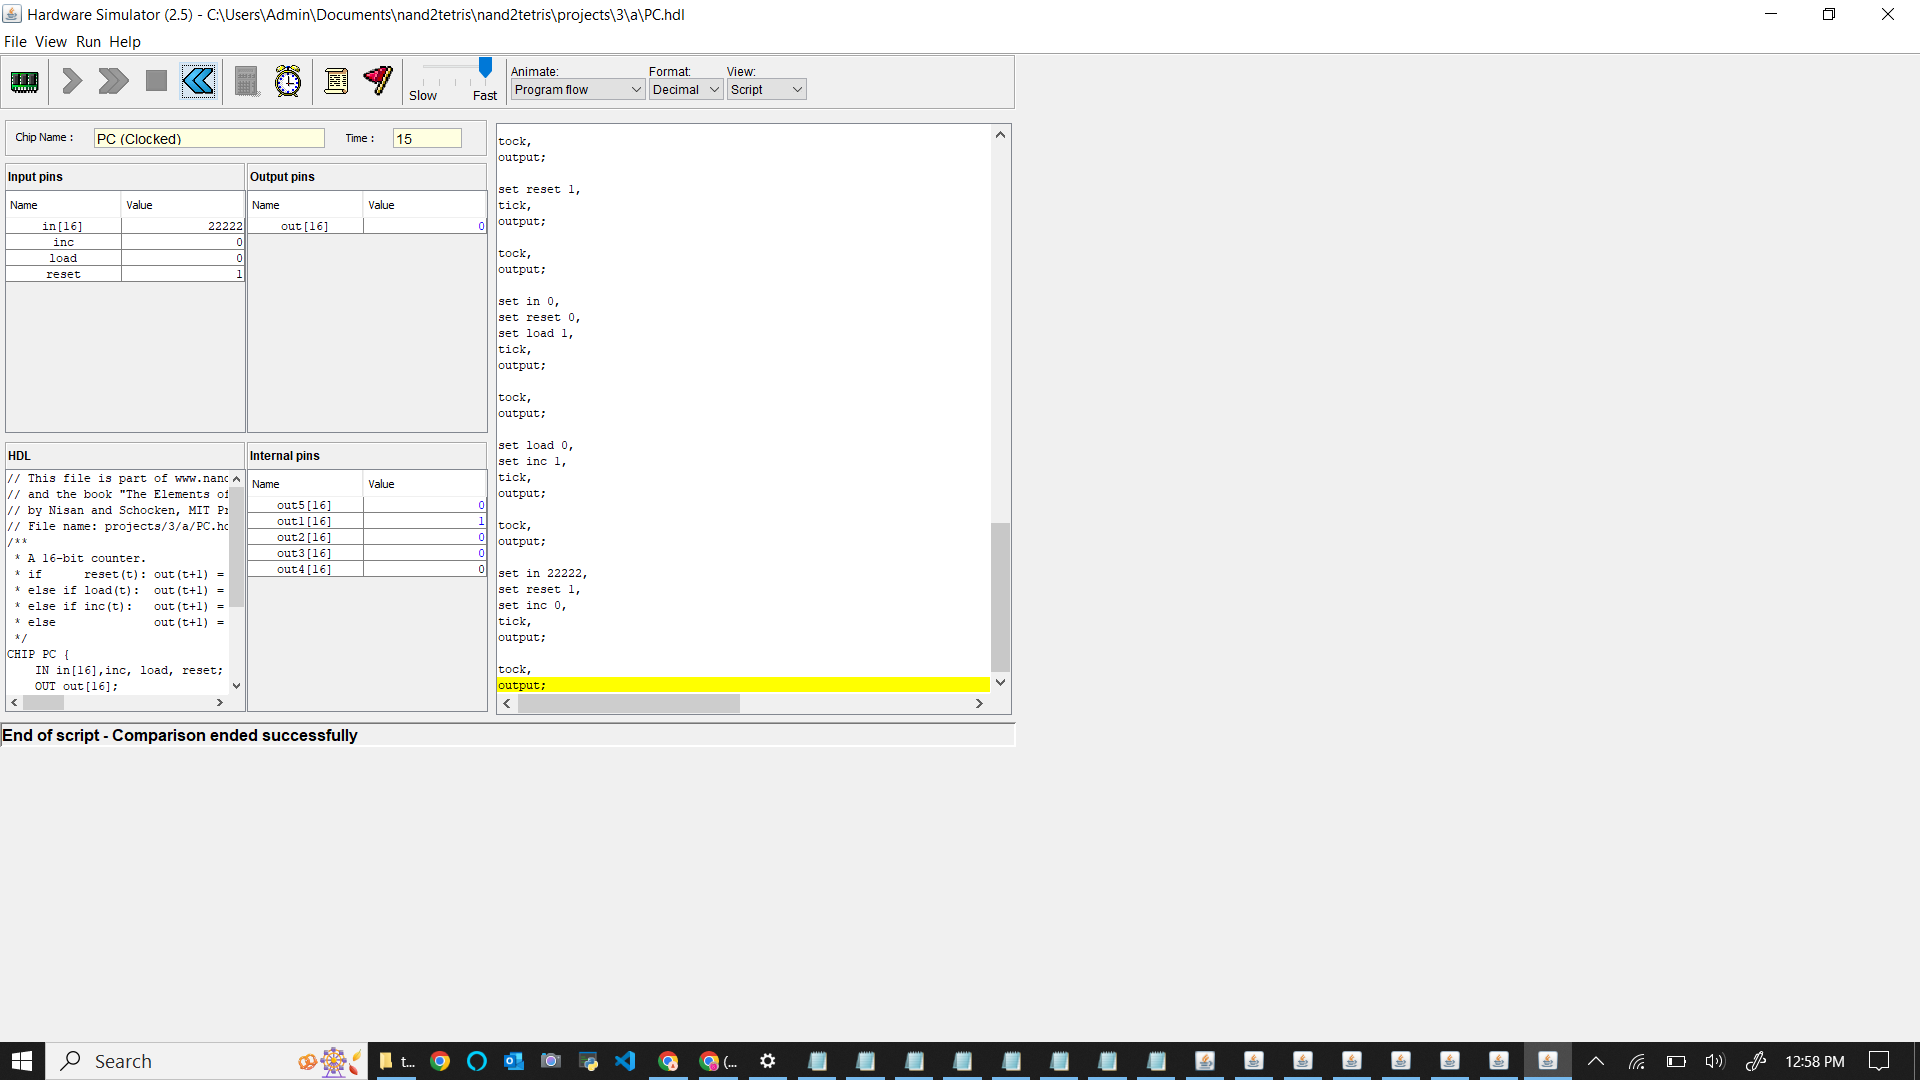 Hardware Simulator (2.5) - C:\Users\Admin\Documents\nand2tetris\nand2tetris\projects\3\a\PC.hdl
File View Run Help
Slow Fast
Animate: Format: View:
Program flow Decimal Script
Chip Name : PC (Clocked) Time : 15
Input pins
Name Value
in[16] 22222
inc 0
load 0
reset 1
Output pins
Name Value
out[16] 0
HDL
// This file is part of www.nand
// and the book "The Elements of
// by Nisan and Schocken, MIT Pr
// File name: projects/3/a/PC.hd
/**
* A 16-bit counter.
* if reset(t): out(t+1) =
* else if load(t): out(t+1) =
* else if inc(t): out(t+1) =
* else out(t+1) =
*/
CHIP PC {
IN in[16],inc, load, reset;
OUT out[16];
Internal pins
Name Value
out5[16] 0
out1[16] 1
out2[16] 0
out3[16] 0
out4[16] 0
tock,
output;
set reset 1,
tick,
output;
tock,
output;
set in 0,
set reset 0,
set load 1,
tick,
output;
tock,
output;
set load 0,
set inc 1,
tick,
output;
tock,
output;
set in 22222,
set reset 1,
set inc 0,
tick,
output;
tock,
output;
End of script - Comparison ended successfully
Search t... (... 12:58 PM